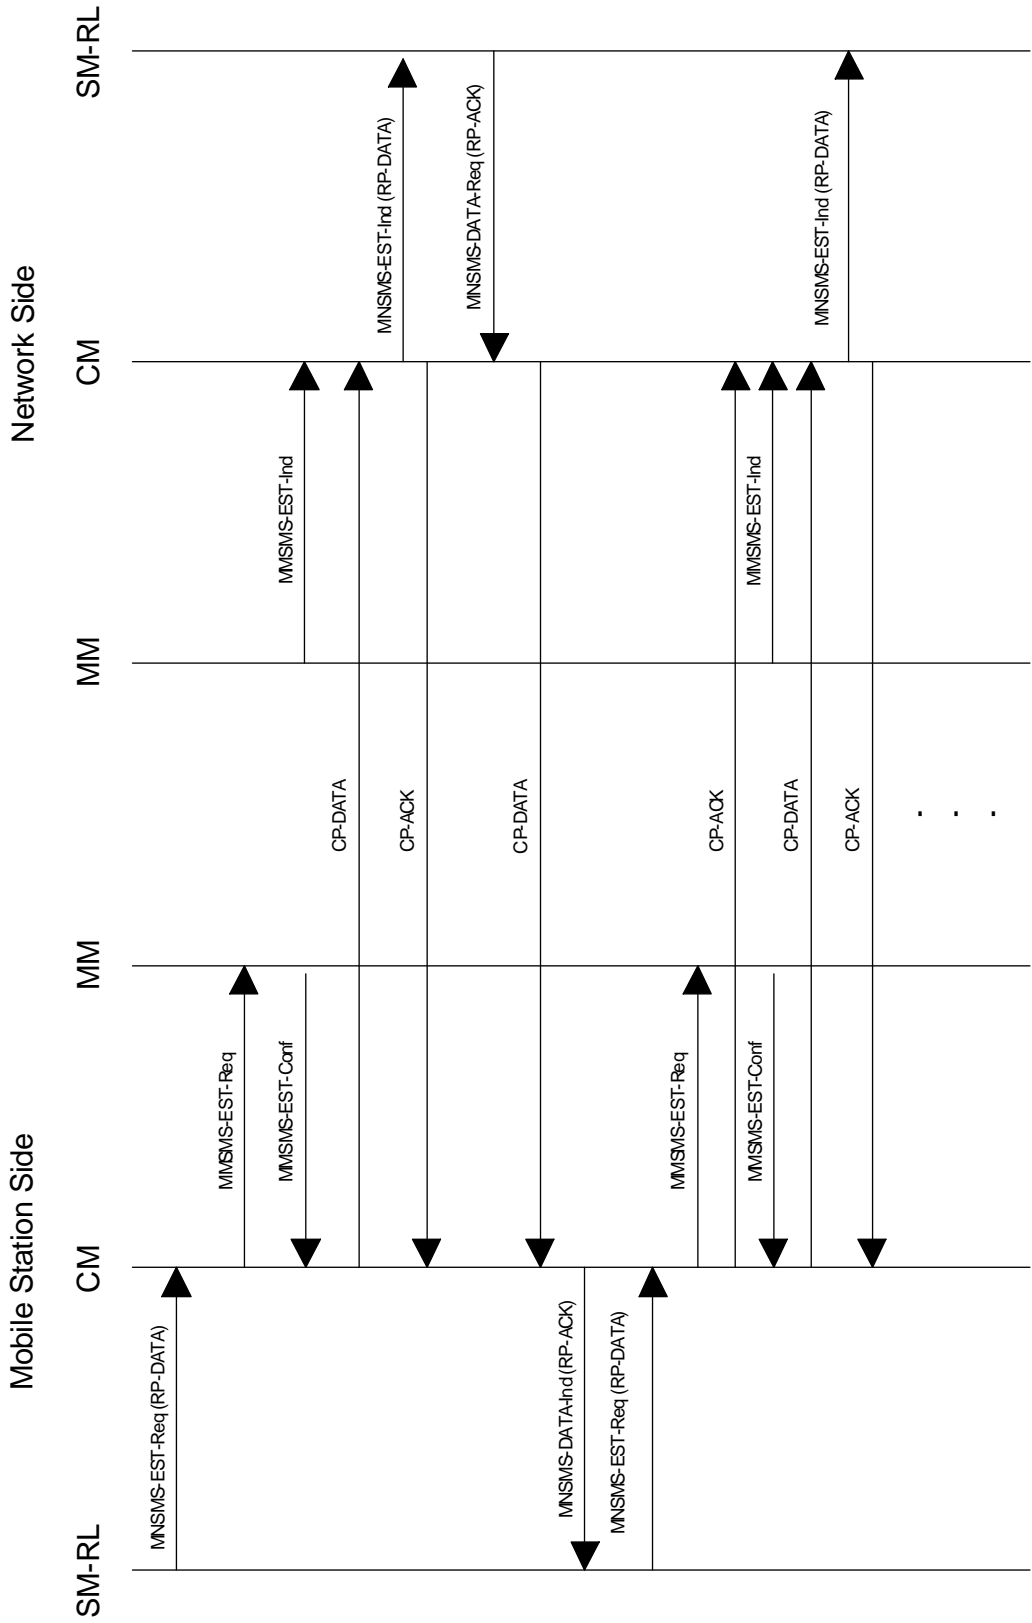 Mobile Station Side
Network Side
SM-RL
CM
MM
MM
CM
SM-RL
MNSMS-EST-Req (RP-DATA)
MMSMS-EST-Req
MMSMS-EST-Conf
MMSMS-EST-Ind
CP-DATA
MNSMS-EST-Ind (RP-DATA)
CP-ACK
MNSMS-DATA-Req (RP-ACK)
CP-DATA
MNSMS-DATA-Ind (RP-ACK)
MNSMS-EST-Req (RP-DATA)
MMSMS-EST-Req
CP-ACK
MMSMS-EST-Conf
MMSMS-EST-Ind
CP-DATA
MNSMS-EST-Ind (RP-DATA)
CP-ACK
. . .